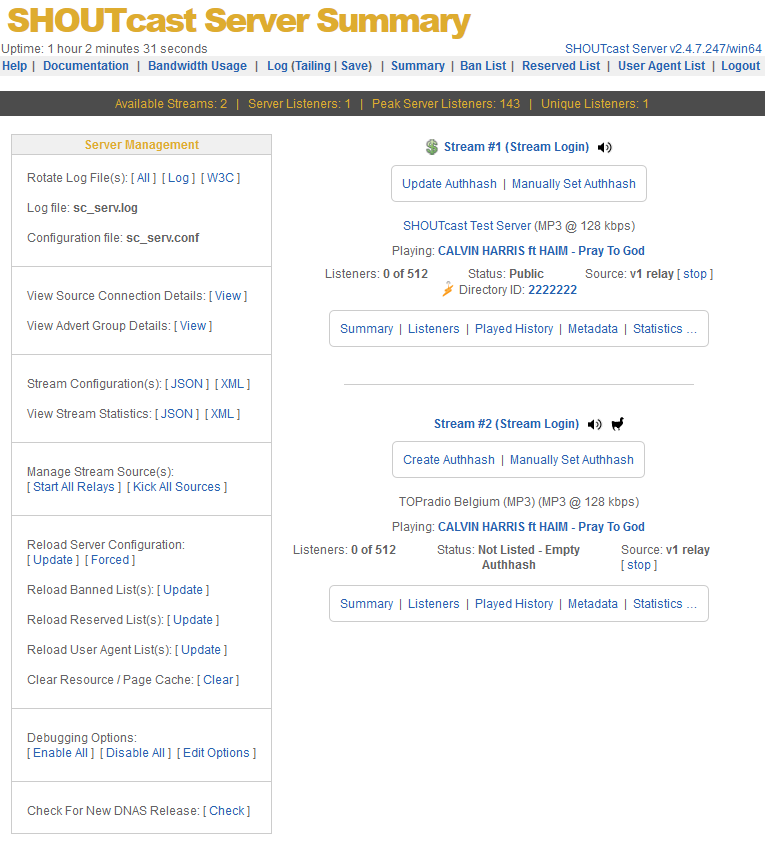 SHOUTcast Server Summary
Uptime: 1 hour 2 minutes 31 seconds
SHOUTcast Server v2.4.7.247/win64
Help | Documentation | Bandwidth Usage | Log (Tailing | Save) | Summary | Ban List | Reserved List | User Agent List | Logout
Available Streams: 2 | Server Listeners: 1 | Peak Server Listeners: 143 | Unique Listeners: 1
Server Management
Rotate Log File(s): [ All ] [ Log ] [ W3C ]
Log file: sc_serv.log
Configuration file: sc_serv.conf
View Source Connection Details: [ View ]
View Advert Group Details: [ View ]
Stream Configuration(s): [ JSON ] [ XML ]
View Stream Statistics: [ JSON ] [ XML ]
Manage Stream Source(s):
[ Start All Relays ] [ Kick All Sources ]
Reload Server Configuration:
[ Update ] [ Forced ]
Reload Banned List(s): [ Update ]
Reload Reserved List(s): [ Update ]
Reload User Agent List(s): [ Update ]
Clear Resource / Page Cache: [ Clear ]
Debugging Options:
[ Enable All ] [ Disable All ] [ Edit Options ]
Check For New DNAS Release: [ Check ]
Stream #1 (Stream Login)
Update Authhash | Manually Set Authhash
SHOUTcast Test Server (MP3 @ 128 kbps)
Playing: CALVIN HARRIS ft HAIM - Pray To God
Listeners: 0 of 512 Status: Public Source: v1 relay [ stop ]
Directory ID: 2222222
Summary | Listeners | Played History | Metadata | Statistics ...
Stream #2 (Stream Login)
Create Authhash | Manually Set Authhash
TOPradio Belgium (MP3) (MP3 @ 128 kbps)
Playing: CALVIN HARRIS ft HAIM - Pray To God
Listeners: 0 of 512 Status: Not Listed - Empty Source: v1 relay
Authhash [ stop ]
Summary | Listeners | Played History | Metadata | Statistics ...